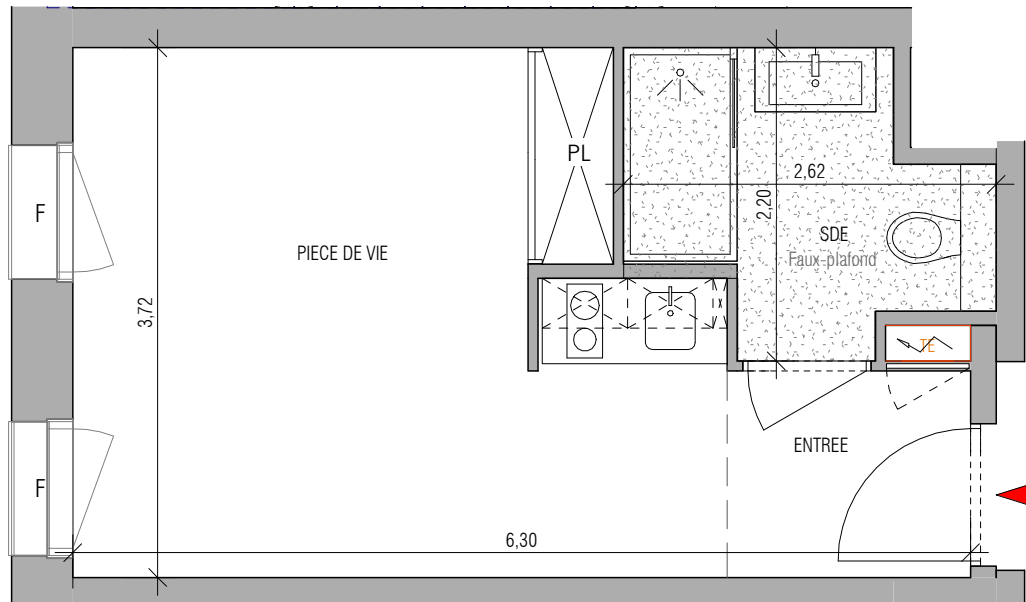 PL
2,62
2,20
F
SDE
Faux-plafond
PIECE DE VIE
3,72
TE
ENTREE
F
6,30